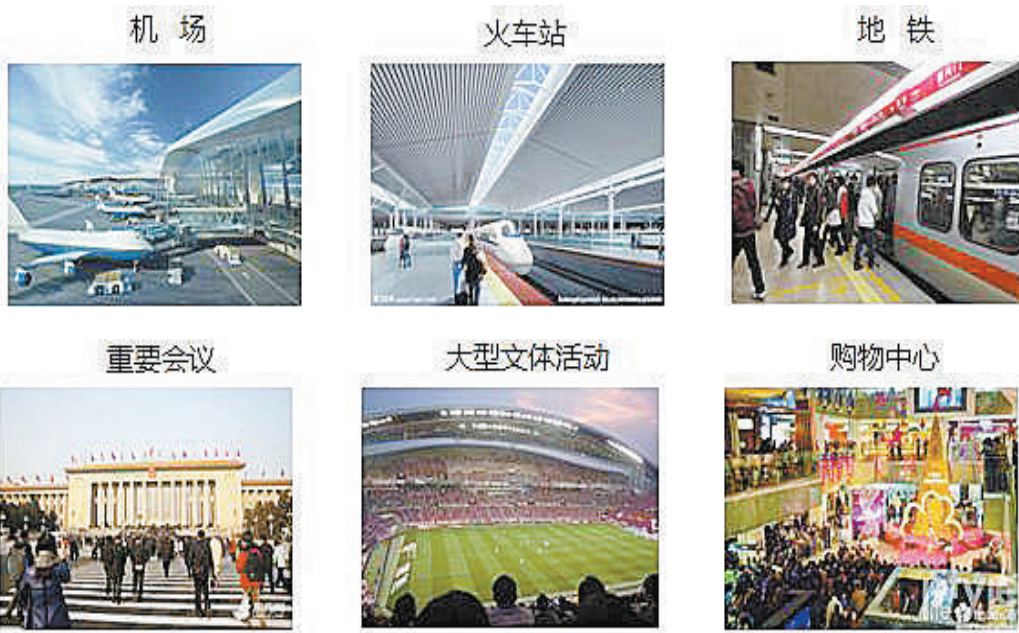 机 场
火车站
地 铁
重要会议
大型文体活动
购物中心